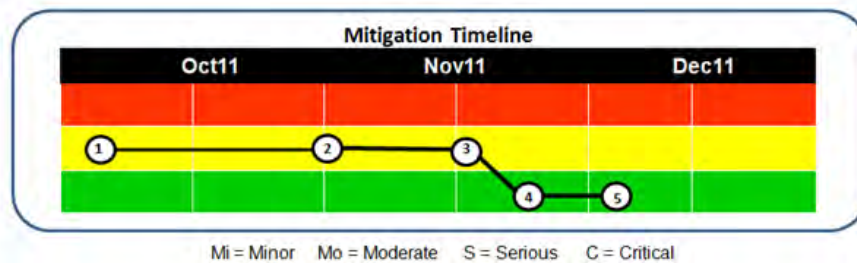 Mitigation Timeline
Oct11 Nov11 Dec11
1 2 3
4 5
Mi = Minor Mo = Moderate S = Serious C = Critical